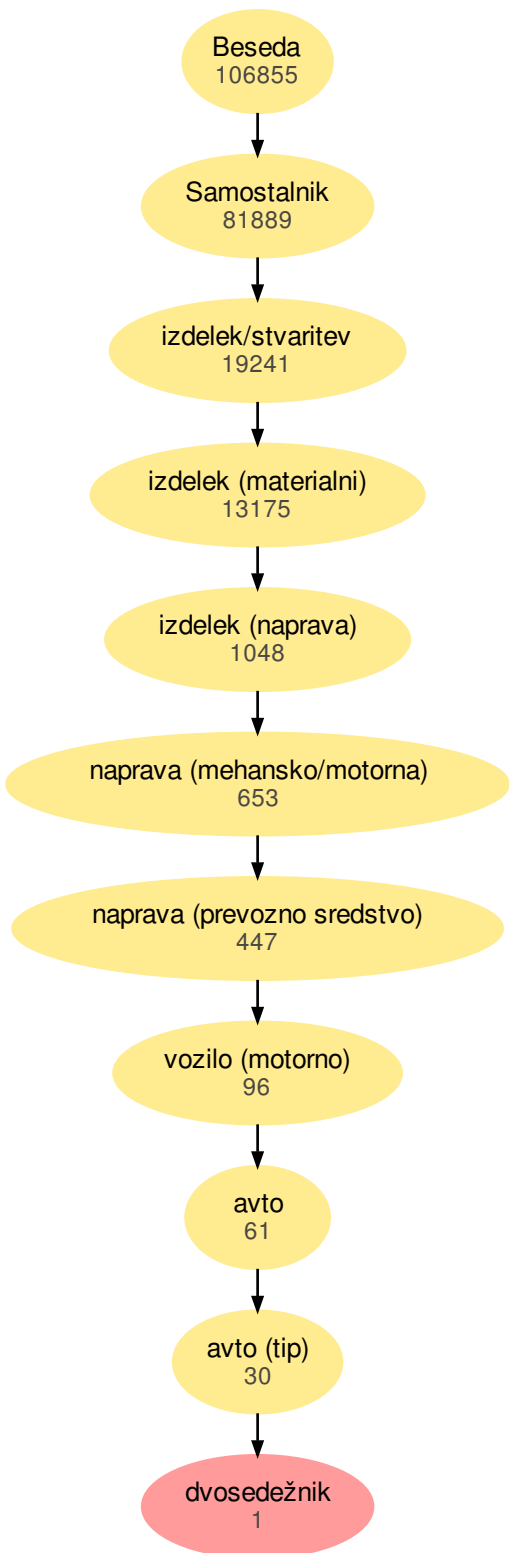 Beseda
106855
Samostalnik
81889
izdelek/stvaritev
19241
izdelek (materialni)
13175
izdelek (naprava)
1048
naprava (mehansko/motorna)
653
naprava (prevozno sredstvo)
447
vozilo (motorno)
96
avto
61
avto (tip)
30
dvosedežnik
1